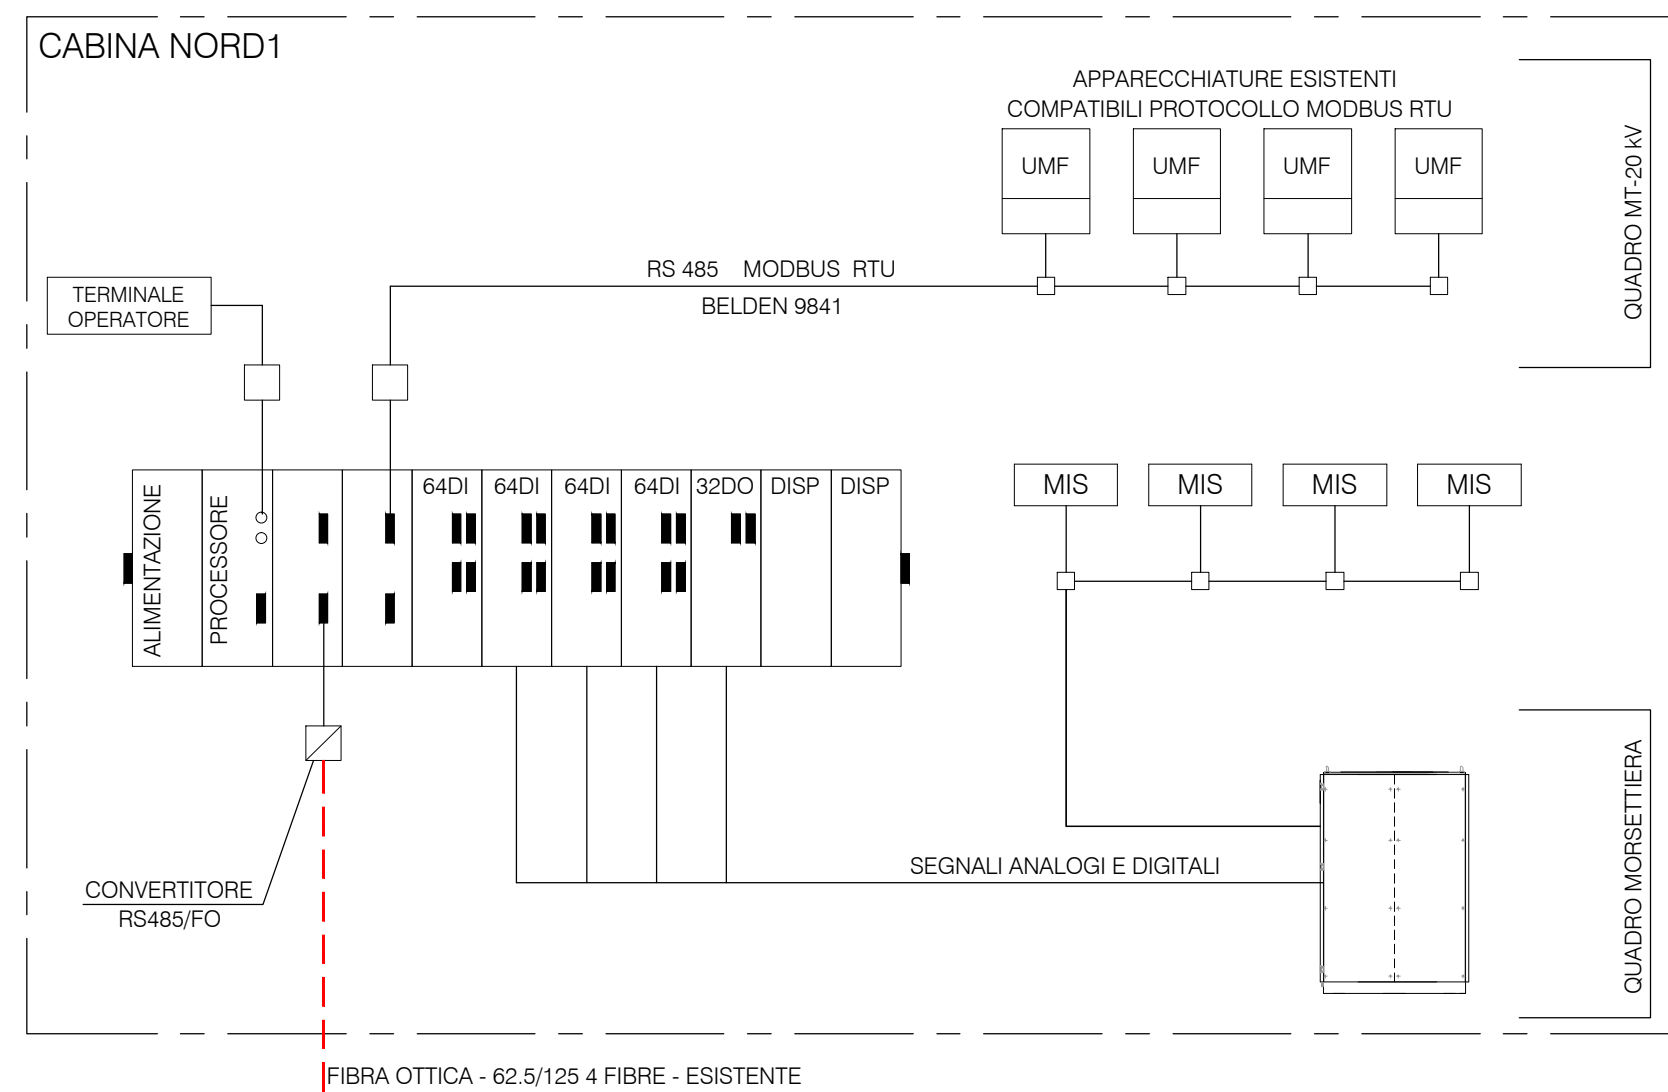 CABINA NORD1
APPARECCHIATURE ESISTENTI
COMPATIBILI PROTOCOLLO MODBUS RTU
UMF UMF UMF UMF
QUADRO MT-20 kV
RS 485 MODBUS RTU
BELDEN 9841
TERMINALE
OPERATORE
ALIMENTAZIONE
PROCESSORE
64DI 64DI 64DI 64DI 32DO DISP DISP
MIS MIS MIS MIS
SEGNALI ANALOGI E DIGITALI
QUADRO MORSETTIERA
CONVERTITORE
RS485/FO
FIBRA OTTICA - 62.5/125 4 FIBRE - ESISTENTE